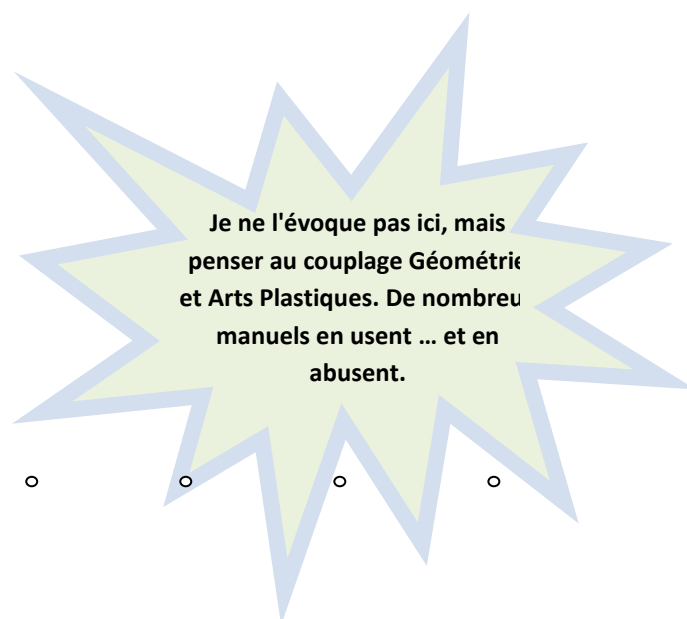 Je ne l'évoque pas ici, mais
penser au couplage Géométrie
et Arts Plastiques. De nombreu
manuels en usent … et en
abusent.